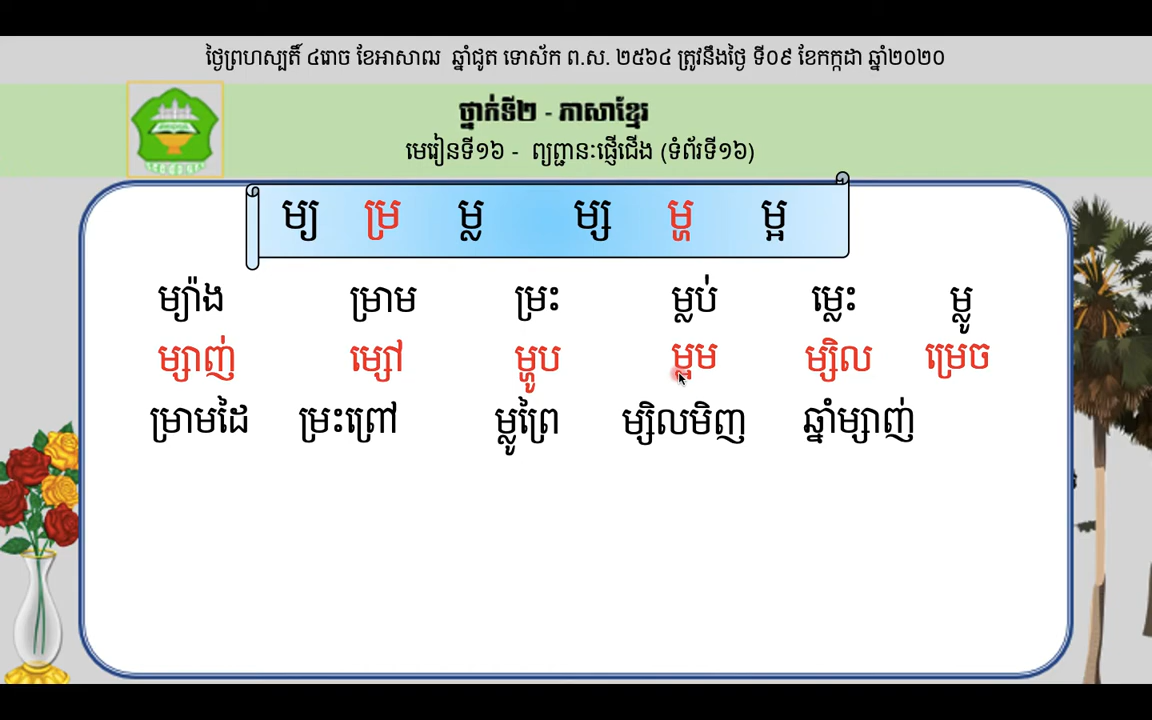 ថ្ងៃព្រហស្បតិ៍ ៤រោច ខែអាសាឍ ឆ្នាំជូត ទោស័ក ព.ស. ២៥៦៤ ត្រូវនឹងថ្ងៃ ទី០៩ ខែកក្កដា ឆ្នាំ២០២០
ថ្នាក់ទី២ - ភាសាខ្មែរ
មេរៀនទី១៦ - ព្យព្ជានៈផ្ញើជើង (ទំព័រទី១៦)
ម្យ ម្រ ម្ល ម្ស ម្ហ ម្អ
ម្យ៉ាង ម្រាម ម្រះ ម្លប់ ម្លេះ ម្លូ
ម្សាញ់ ម្សៅ ម្ហូប ម្អម ម្សិល ម្រេច
ម្រាមដៃ ម្រះព្រៅ ម្លូព្រៃ ម្សិលមិញ ឆ្នាំម្សាញ់